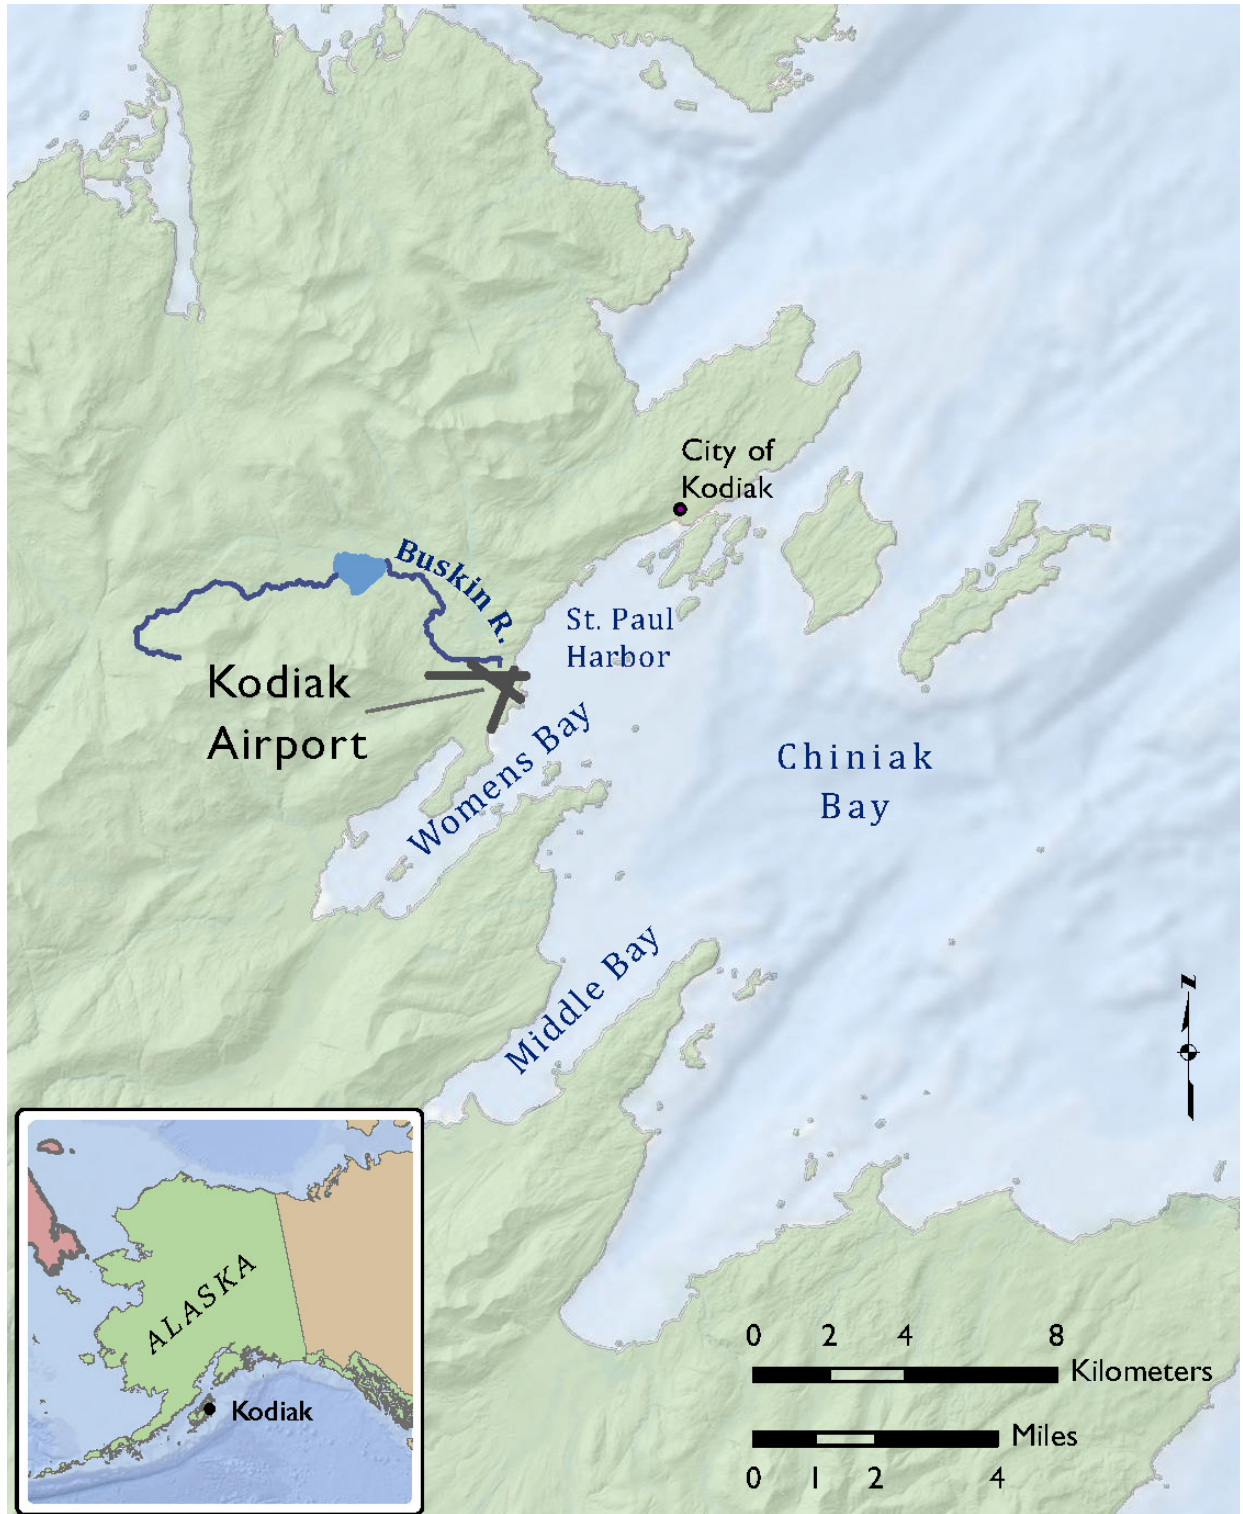 City of
Kodiak
Buskin R.
St. Paul
Harbor
Kodiak
Airport
Womens Bay
Chiniak
Bay
Middle Bay
N
ALASKA
Kodiak
0 2 4 8
Kilometers
Miles
0 1 2 4